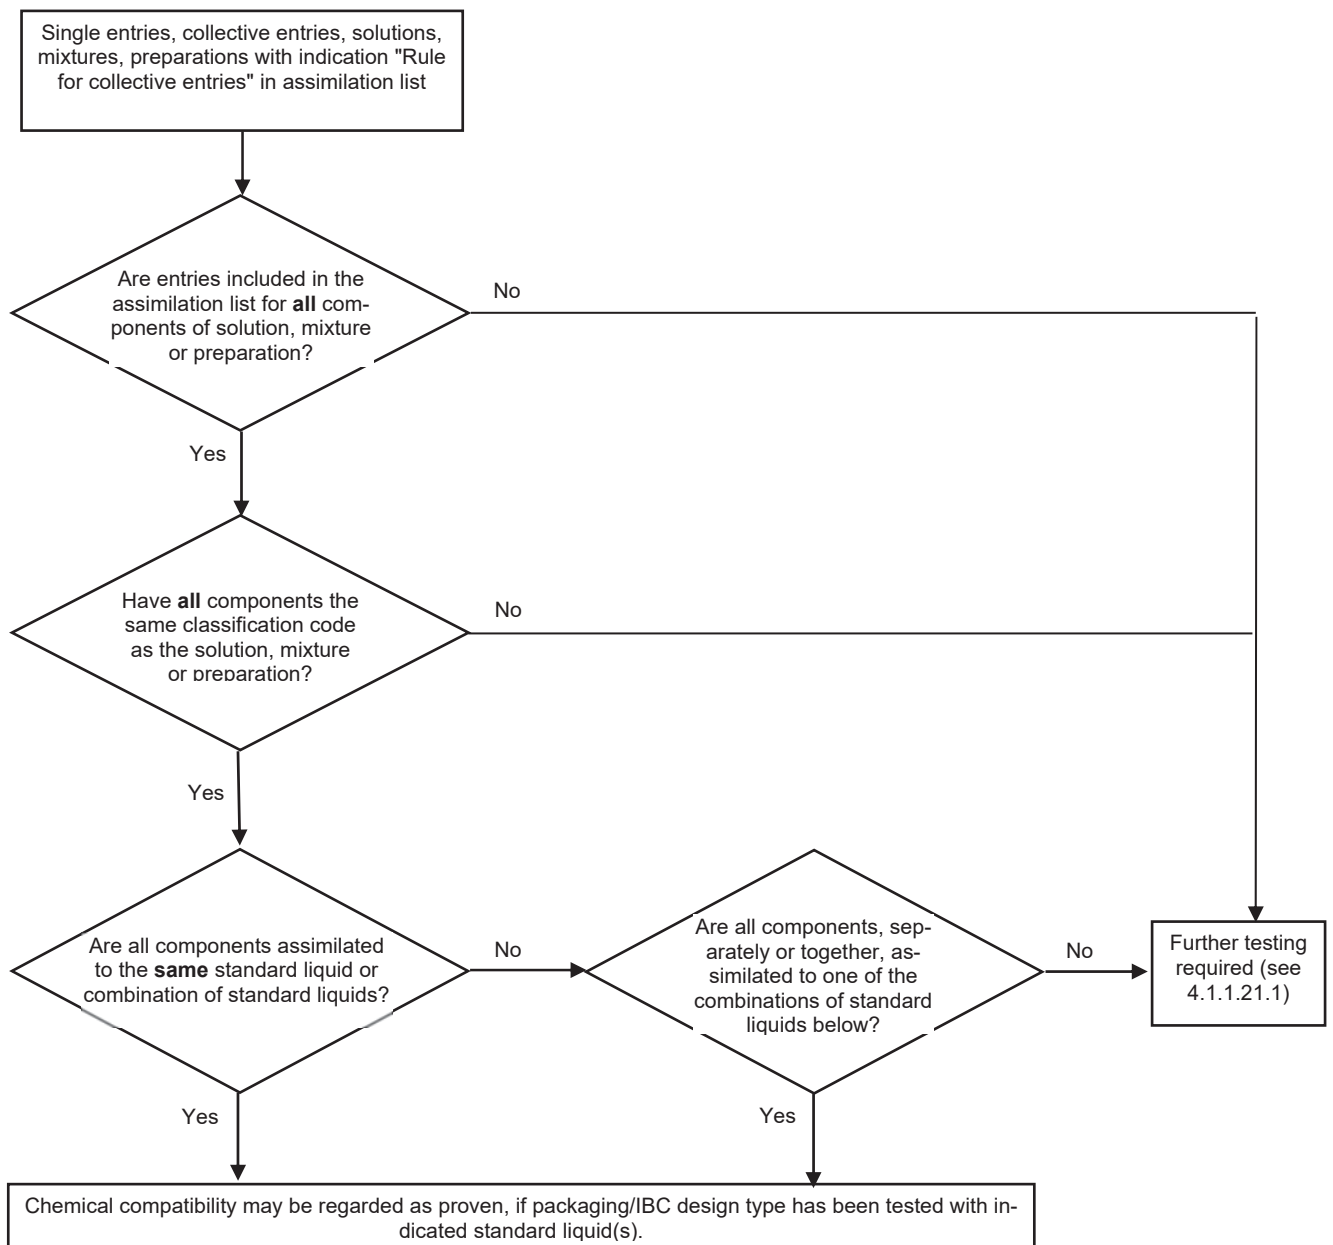 Single entries, collective entries, solutions,
mixtures, preparations with indication "Rule
for collective entries" in assimilation list
Are entries included in the
assimilation list for all com-
ponents of solution, mixture
or preparation?
No
Yes
Have all components the
same classification code
as the solution, mixture
or preparation?
No
Yes
Are all components assimilated
to the same standard liquid or
combination of standard liquids?
No
Are all components, sep-
arately or together, as-
similated to one of the
combinations of standard
liquids below?
No
Further testing
required (see
4.1.1.21.1)
Yes
Yes
Chemical compatibility may be regarded as proven, if packaging/IBC design type has been tested with in-
dicated standard liquid(s).